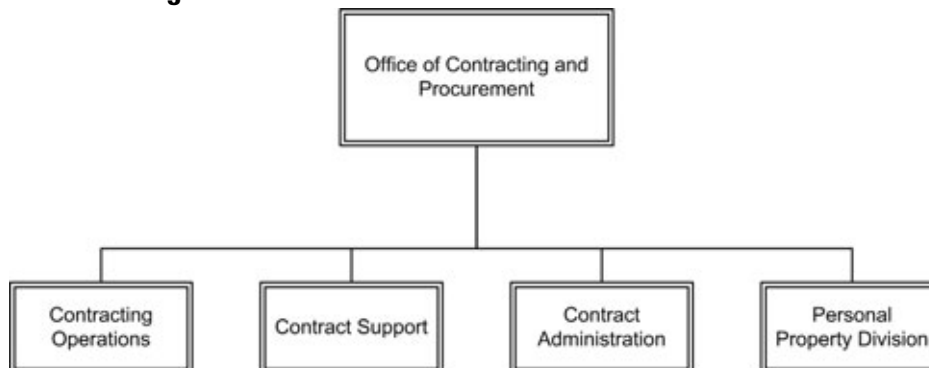 Office of Contracting and
Procurement
Contracting
Operations
Contract Support
Contract
Administration
Personal
Property Division